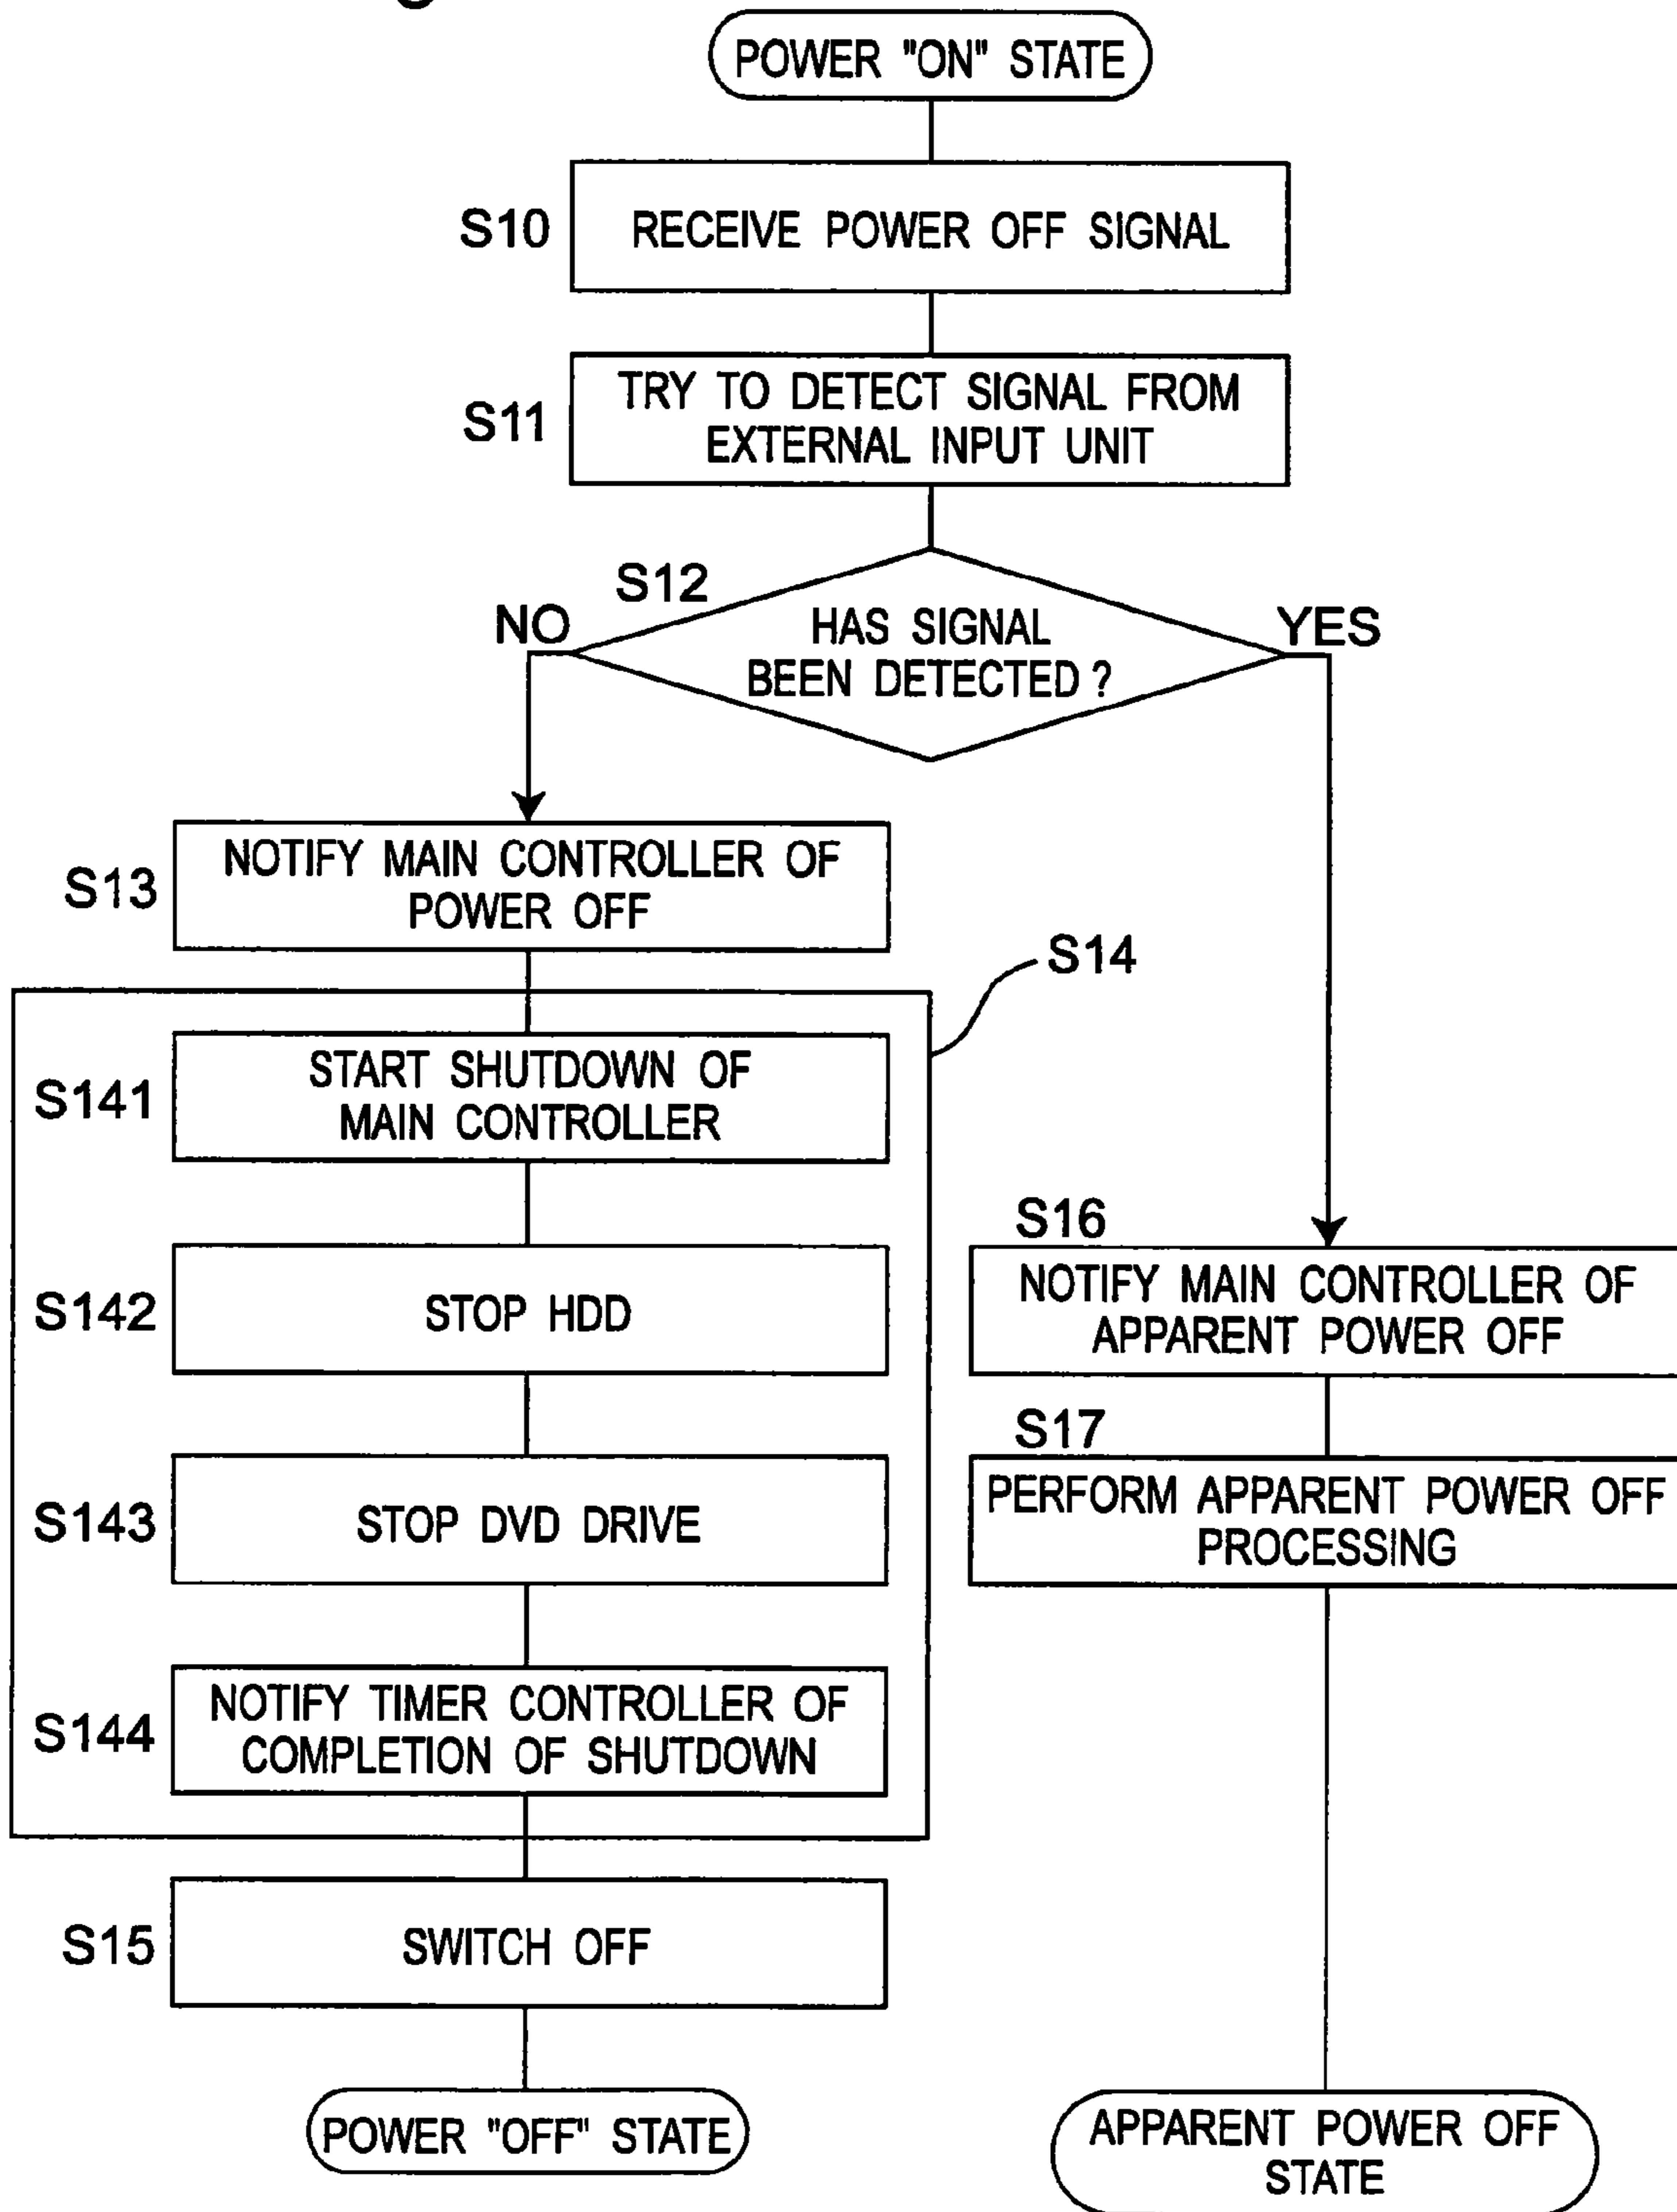 POWER "ON" STATE
S10
RECEIVE POWER OFF SIGNAL
S11
TRY TO DETECT SIGNAL FROM
EXTERNAL INPUT UNIT
S12
NO
HAS SIGNAL
BEEN DETECTED ?
YES
S13
NOTIFY MAIN CONTROLLER OF
POWER OFF
S14
S141
START SHUTDOWN OF
MAIN CONTROLLER
S142
STOP HDD
S143
STOP DVD DRIVE
S144
NOTIFY TIMER CONTROLLER OF
COMPLETION OF SHUTDOWN
S15
SWITCH OFF
POWER "OFF" STATE
S16
NOTIFY MAIN CONTROLLER OF
APPARENT POWER OFF
S17
PERFORM APPARENT POWER OFF
PROCESSING
APPARENT POWER OFF
STATE